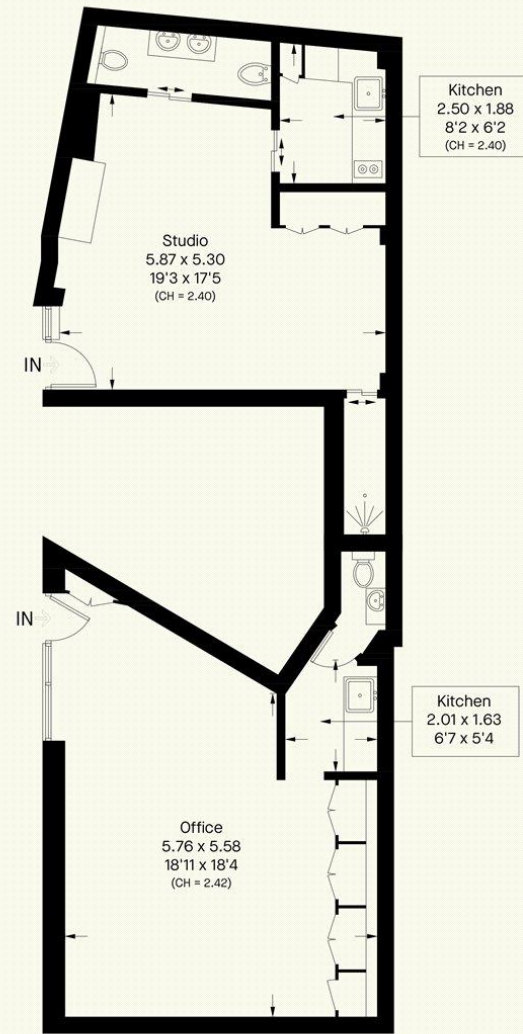 Kitchen
2.50 x 1.88
8'2 x 6'2
(CH = 2.40)
Studio
5.87 x 5.30
19'3 x 17'5
(CH = 2.40)
IN
IN
Kitchen
2.01 x 1.63
6'7 x 5'4
Office
5.76 x 5.58
18'11 x 18'4
(CH = 2.42)